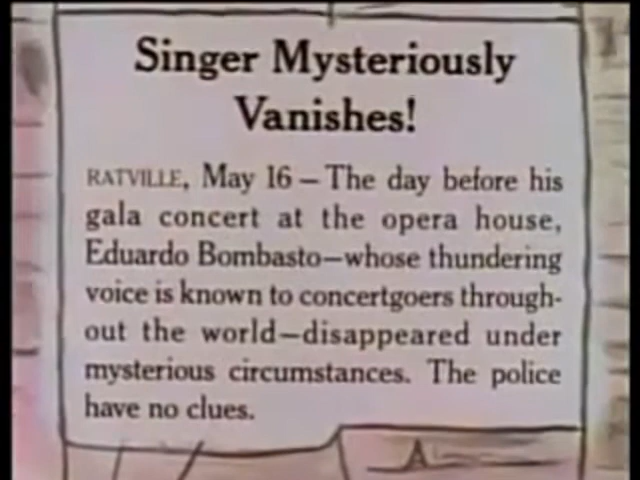 Singer Mysteriously
Vanishes!
RATVILLE, May 16 – The day before his
gala concert at the opera house,
Eduardo Bombasto—whose thundering
voice is known to concertgoers through-
out the world—disappeared under
mysterious circumstances. The police
have no clues.